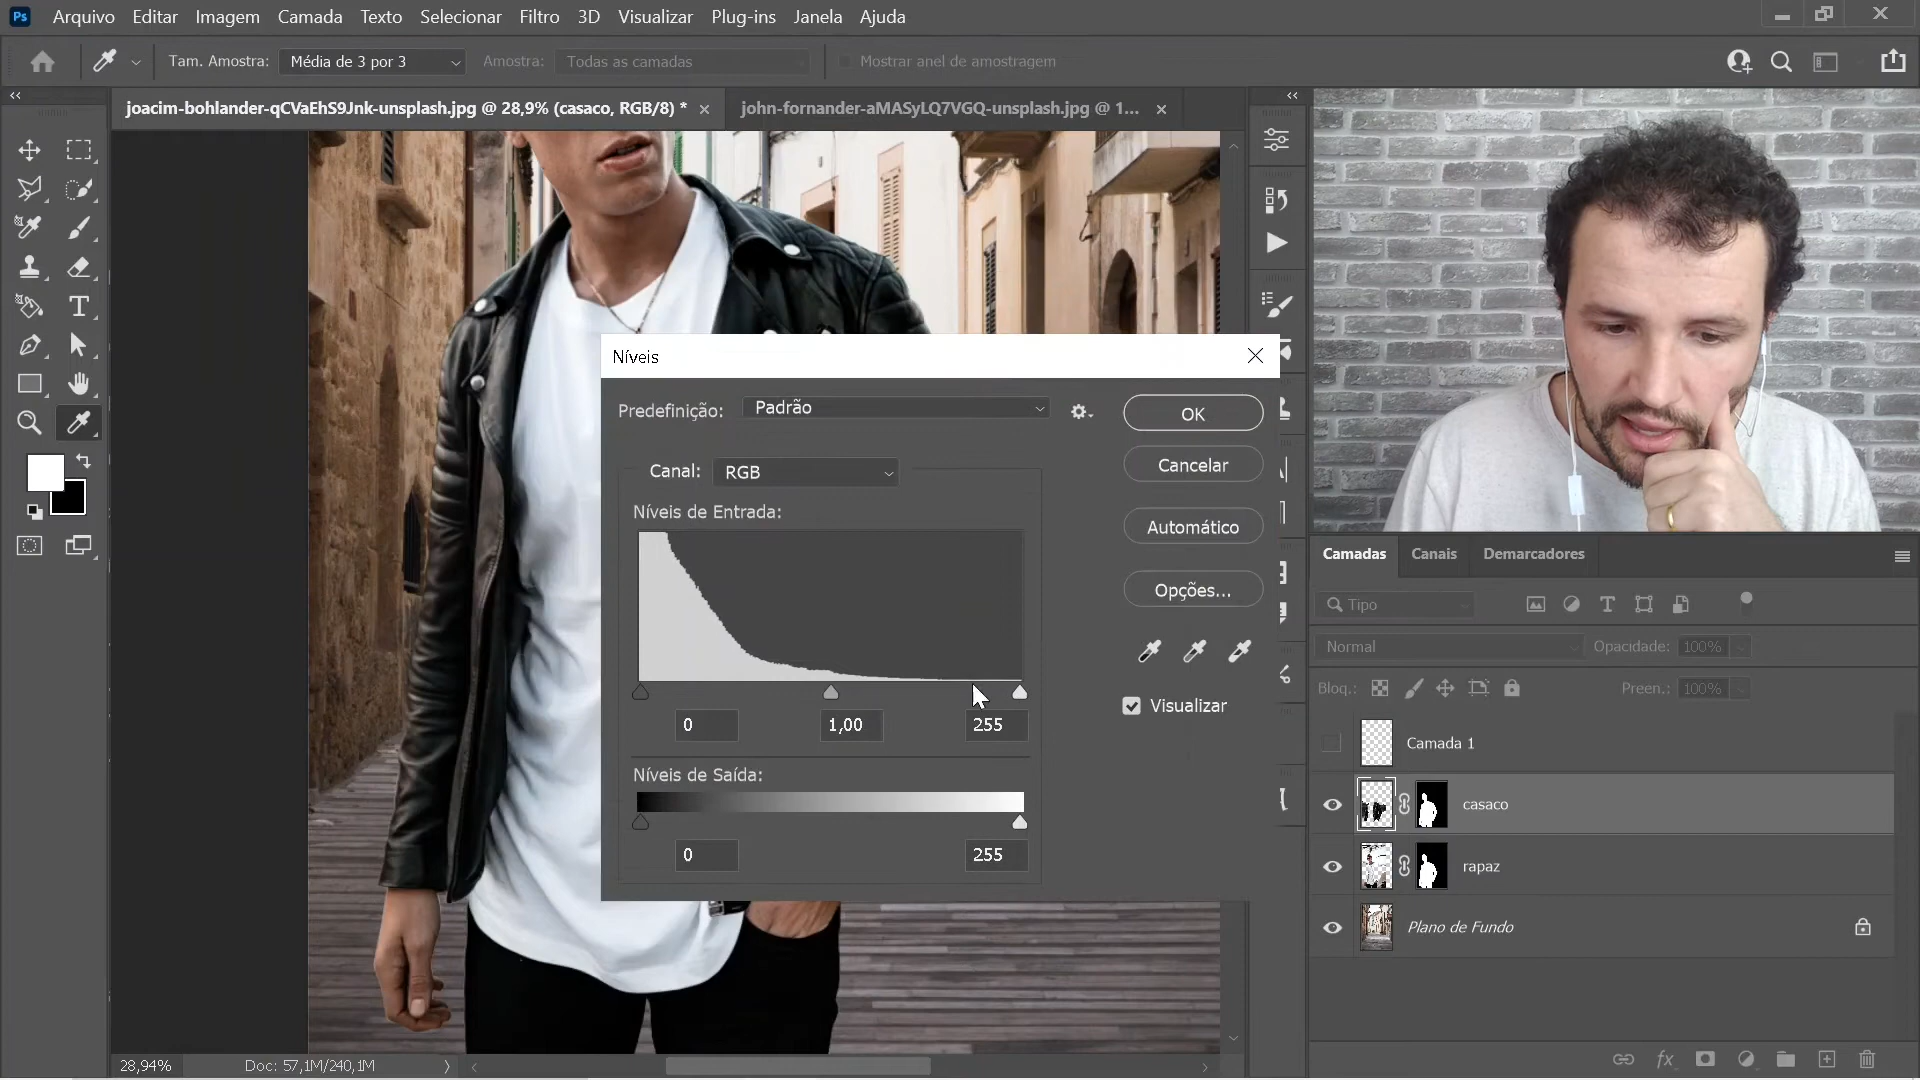 Ps Arquivo Editar Imagem Camada Texto Selecionar Filtro 3D Visualizar Plug-ins Janela Ajuda
Tam. Amostra: Média de 3 por 3 Amostra: Todas as camadas Mostrar anel de amostragem
joacim-bohlander-qCVaEhS9Jnk-unsplash.jpg @ 28,9% (casaco, RGB/8) * john-fornander-aMASyLQ7VGQ-unsplash.jpg @ 1...
Níveis
Predefinição: Padrão
OK
Canal: RGB
Cancelar
Níveis de Entrada:
Automático
Opções...
Visualizar
0 1,00 255
Níveis de Saída:
0 255
Camadas Canais Demarcadores
Tipo
Normal Opacidade: 100%
Bloq.: Preen.: 100%
Camada 1
casaco
rapaz
Plano de Fundo
fx
28,94% Doc: 57,1M/240,1M